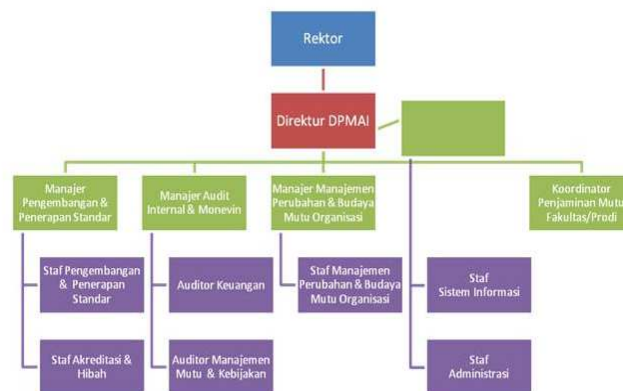 Rektor
Direktur DPMAI
Manajer
Pengembangan &
Penerapan Standar
Manajer Audit
Internal & Monevin
Manajer Manajemen
Perubahan & Budaya
Mutu Organisasi
Koordinator
Penjaminan Mutu
Fakultas/Prodi
Staf Pengembangan
& Penerapan
Standar
Auditor Keuangan
Staf Manajemen
Perubahan & Budaya
Mutu Organisasi
Staf
Sistem Informasi
Staf Akreditasi &
Hibah
Auditor Manajemen
Mutu & Kebijakan
Staf
Administrasi